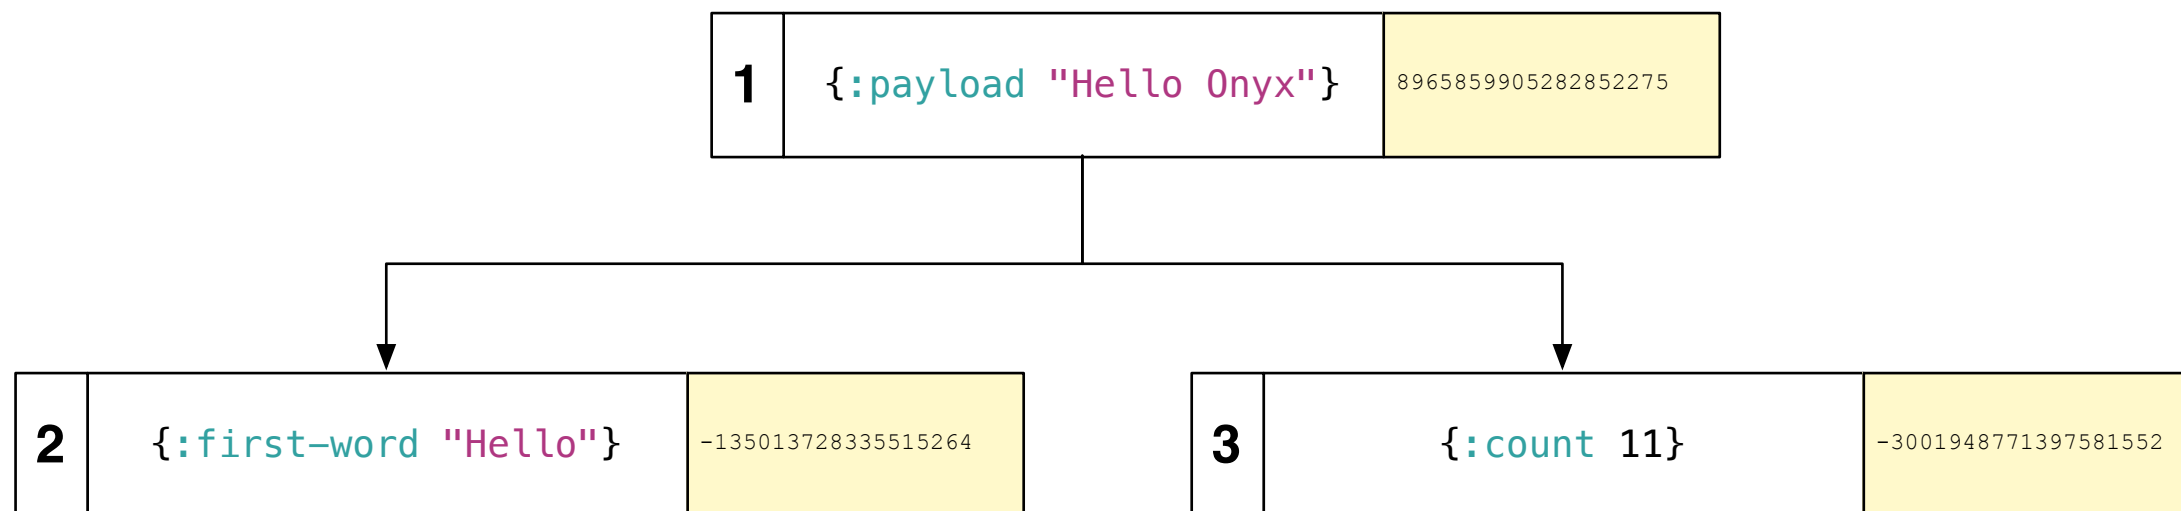 1 {:payload "Hello Onyx"} 8965859905282852275
2 {:first-word "Hello"} -135013728335515264
3 {:count 11} -3001948771397581552